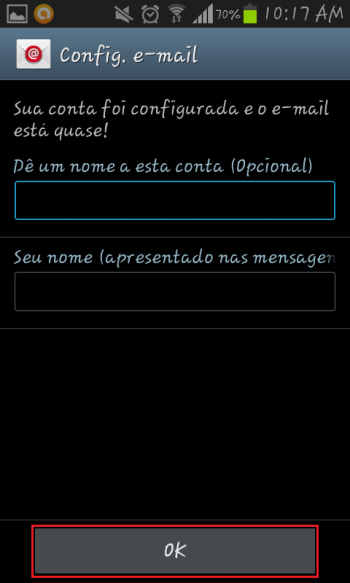 70% 10:17 AM
Config. e-mail
Sua conta foi configurada e o e-mail
está quase!
Dê um nome a esta conta (Opcional)
Seu nome (apresentado nas mensagen
OK